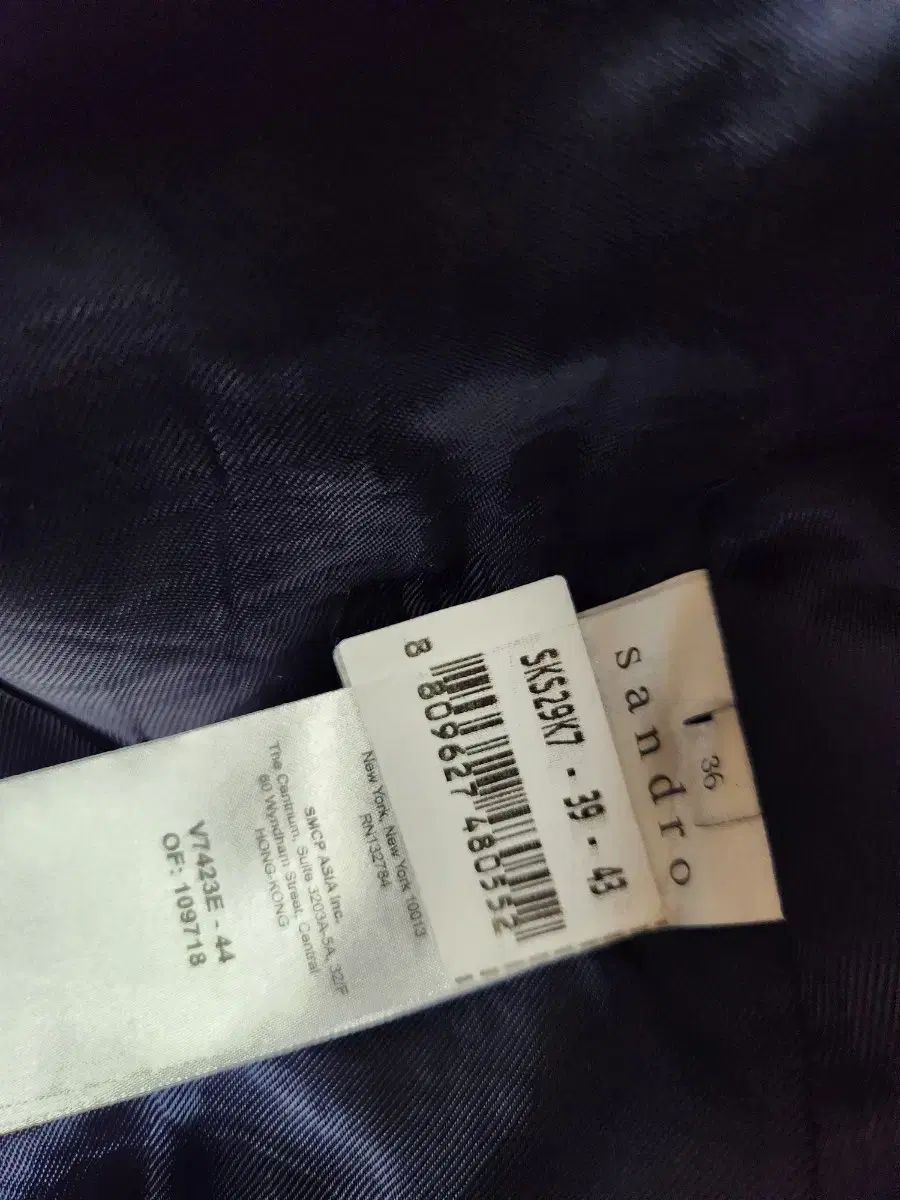 sandro
36
SKS29K7 - 39 - 43
8 809627 480552
New York, New York 10013
RN132784
SMCP ASIA Inc.
The Centrium, Suite 3203A-5A, 32/F
60 Wyndham Street, Central
HONG-KONG
V7423E - 44
OF: 109718